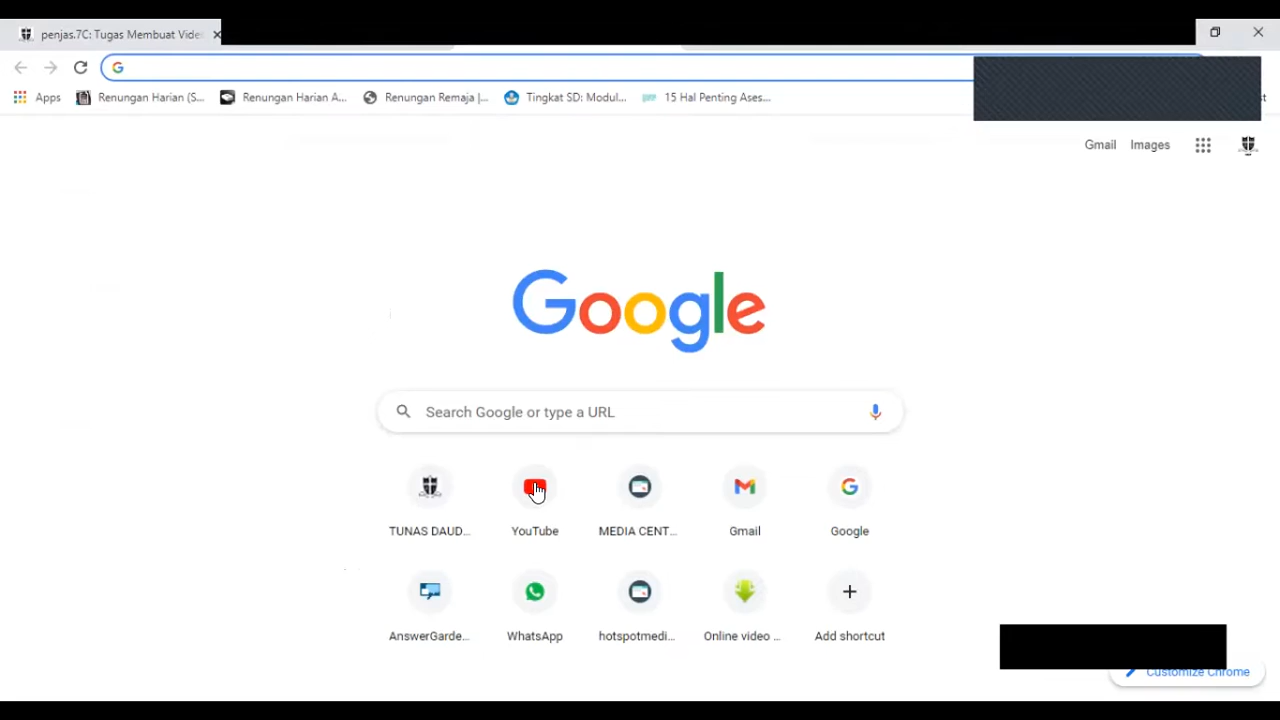 penjas.7C: Tugas Membuat Vide
Apps Renungan Harian (S... Renungan Harian A... Renungan Remaja |... Tingkat SD: Modul... 15 Hal Penting Ases...
Gmail Images
Google
Search Google or type a URL
TUNAS DAUD... YouTube MEDIA CENT... Gmail Google
AnswerGarde... WhatsApp hotspotmedi... Online video ... Add shortcut
Customize Chrome